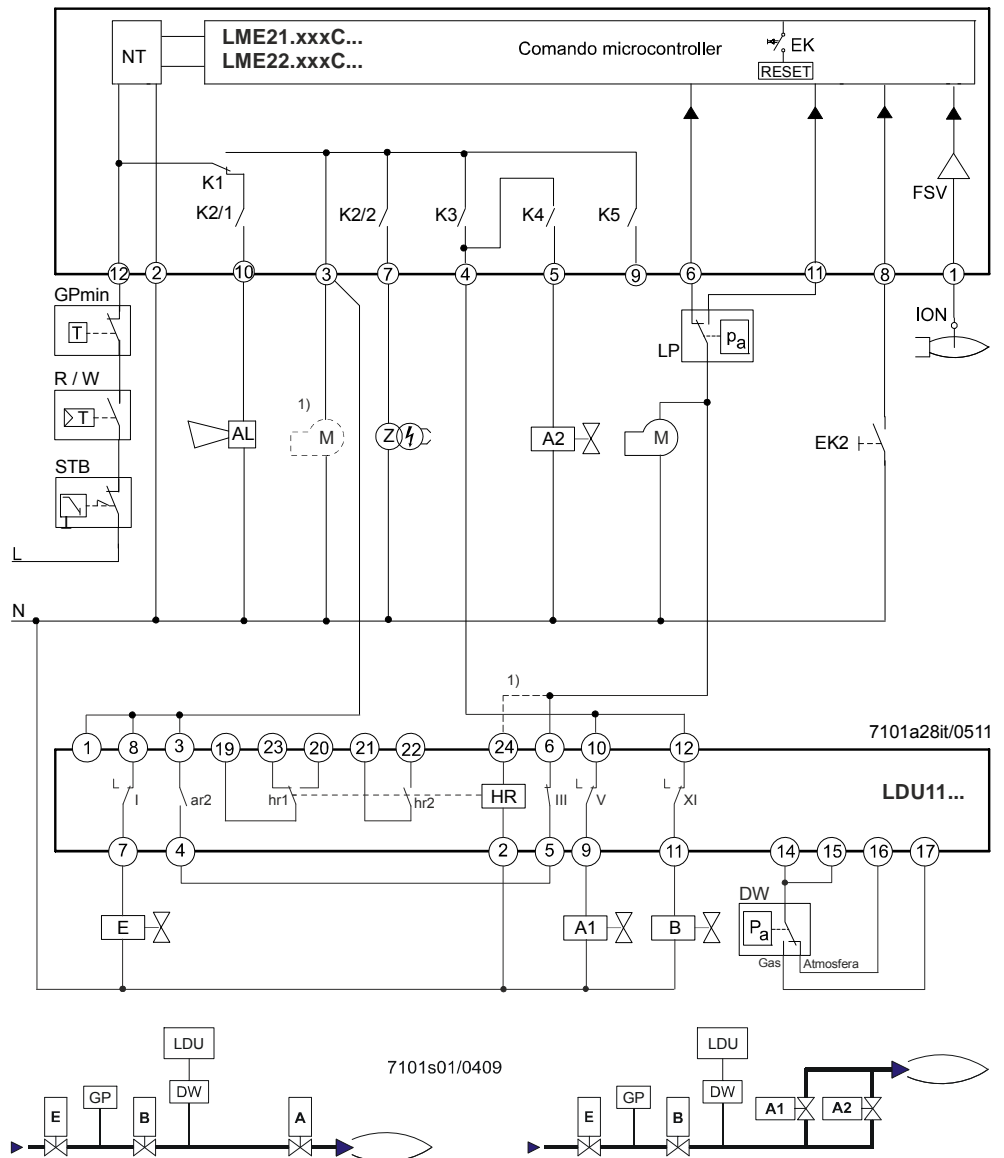 LME21.xxxC...
NT
Comando microcontroller
EK
LME22.xxxC...
RESET
FSV
K1
K2/1
K2/2
K3
K4
K5
12 2 10 3 7 4 5 9 6 11 8 1
GPmin
T
ION
LP
pa
R / W
T
1)
AL
M
Z
A2
M
EK2
STB
L
N
1)
7101a28it/0511
1 8 3 19 23 20 21 22 24 6 10 12
L
I
ar2
hr1
hr2
HR
III
L
V
L
XI
LDU11...
7 4 2 5 9 11 14 15 16 17
DW
E
A1
B
Pa
Gas
Atmosfera
LDU
7101s01/0409
LDU
E
GP
B
DW
A
E
GP
B
DW
A1
A2